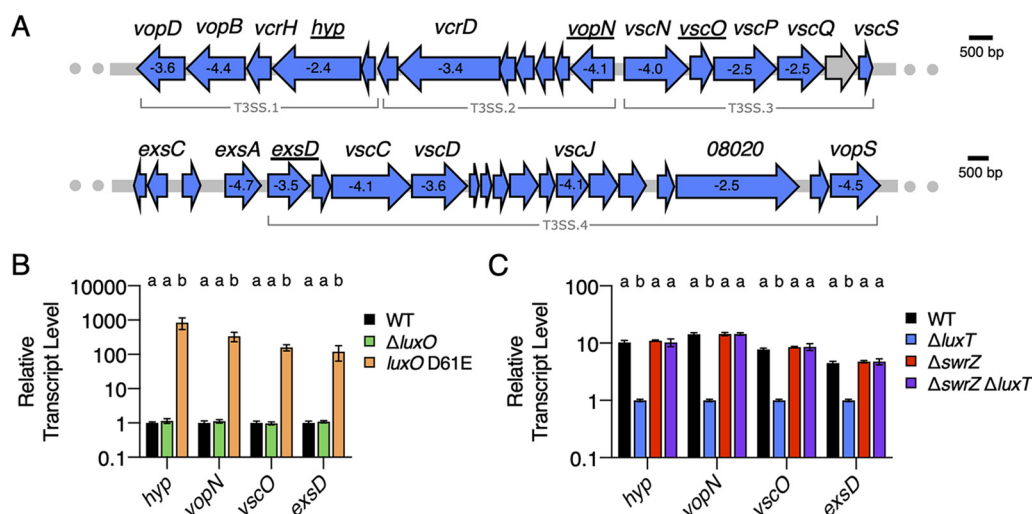 A
vopD vopB vcrH hyp vcrD vopN vscN vscO vscP vscQ vscS
500 bp
-3.6 -4.4 -2.4 -3.4 -4.1 -4.0 -2.5 -2.5
T3SS.1 T3SS.2 T3SS.3
exsC exsA exsD vscC vscD vscJ 08020 vopS
500 bp
-4.7 -3.5 -4.1 -3.6 -4.1 -2.5 -4.5
T3SS.4
B
Relative
Transcript Level
10000
1000
100
10
1
0.1
a a b a a b a a b a a b
hyp vopN vscO exsD
WT
ΔluxO
luxO D61E
C
Relative
Transcript Level
100
10
1
0.1
a b a a a b a a a b a a a b a a
hyp vopN vscO exsD
WT
ΔluxT
ΔswrZ
ΔswrZ ΔluxT